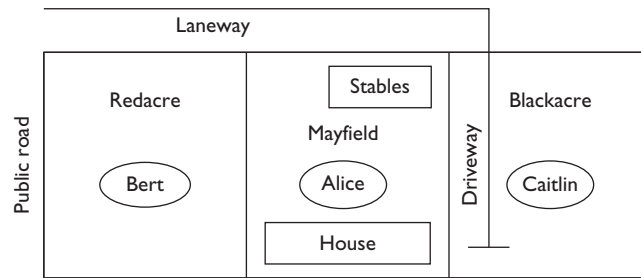 Laneway
Public road
Redacre
Bert
Stables
Mayfield
Alice
House
Driveway
Blackacre
Caitlin